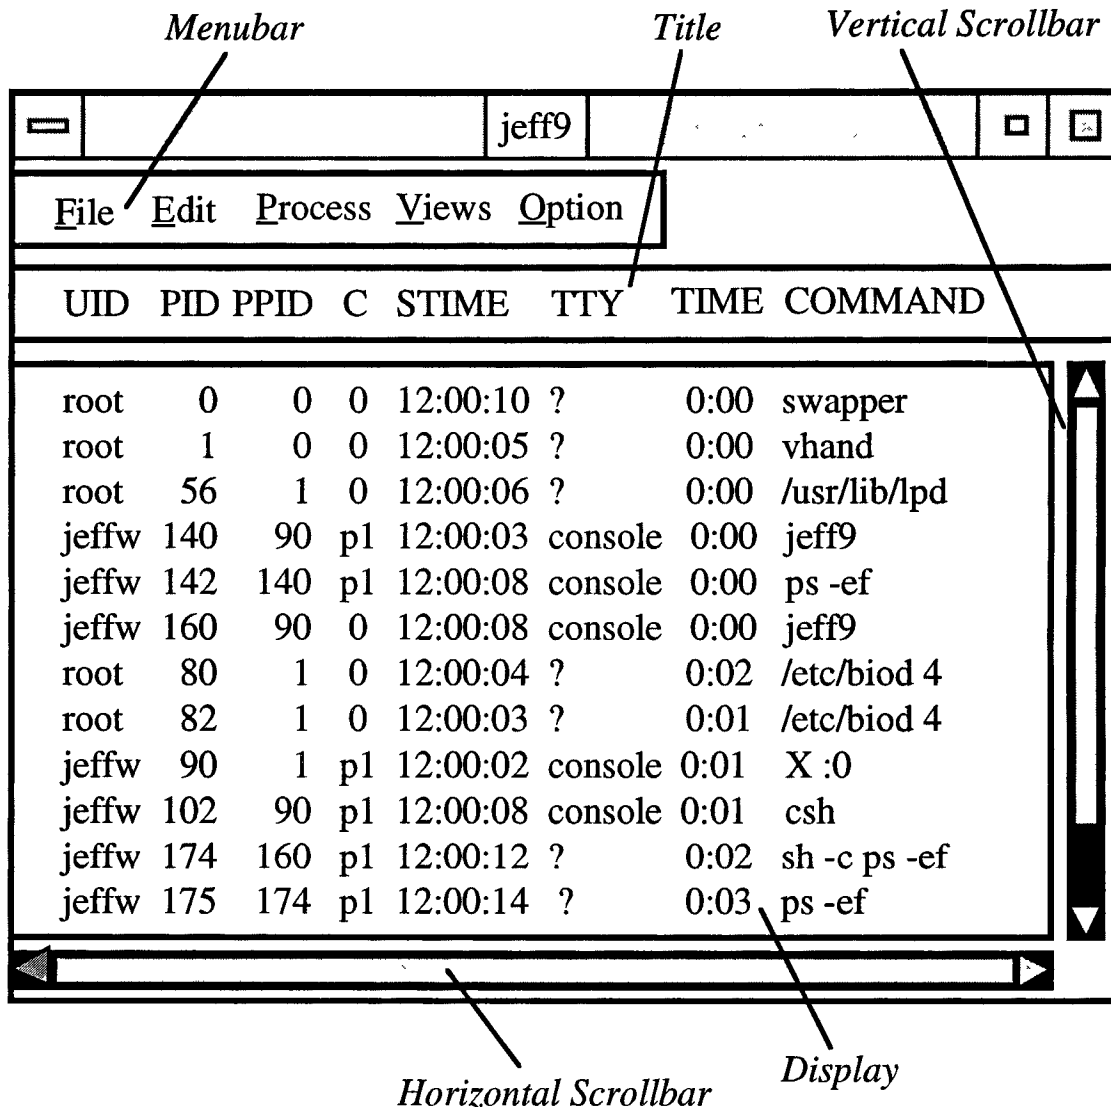 Menubar Title Vertical Scrollbar
jeff9
File Edit Process Views Option
UID PID PPID C STIME TTY TIME COMMAND
root 0 0 0 12:00:10 ? 0:00 swapper
root 1 0 0 12:00:05 ? 0:00 vhand
root 56 1 0 12:00:06 ? 0:00 /usr/lib/lpd
jeffw 140 90 p1 12:00:03 console 0:00 jeff9
jeffw 142 140 p1 12:00:08 console 0:00 ps -ef
jeffw 160 90 0 12:00:08 console 0:00 jeff9
root 80 1 0 12:00:04 ? 0:02 /etc/biod 4
root 82 1 0 12:00:03 ? 0:01 /etc/biod 4
jeffw 90 1 p1 12:00:02 console 0:01 X :0
jeffw 102 90 p1 12:00:08 console 0:01 csh
jeffw 174 160 p1 12:00:12 ? 0:02 sh -c ps -ef
jeffw 175 174 p1 12:00:14 ? 0:03 ps -ef
Display
Horizontal Scrollbar